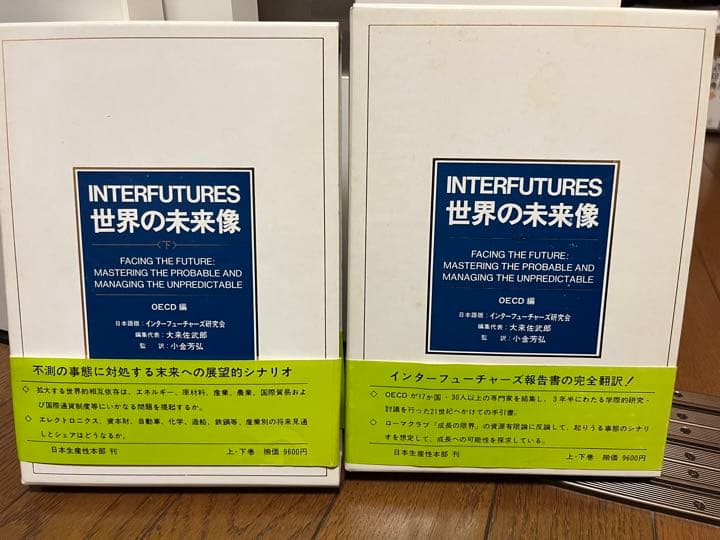 INTERFUTURES
世界の未来像
〈下〉
FACING THE FUTURE:
MASTERING THE PROBABLE AND
MANAGING THE UNPREDICTABLE
OECD 編
日本語版：インターフューチャーズ研究会
編集代表：大来佐武郎
監　訳：小金芳弘
不測の事態に対処する未来への展望的シナリオ
◇ 拡大する世界的相互依存は、エネルギー、原材料、産業、農業、国際貿易およ
び国際通貨制度等にいかなる問題を提起するか。
◇ エレクトロニクス、資本財、自動車、化学、造船、鉄鋼等、産業別の将来見通
しとシェアはどうなるか。
日本生産性本部 刊
上・下巻　揃価 9600円
INTERFUTURES
世界の未来像
FACING THE FUTURE:
MASTERING THE PROBABLE AND
MANAGING THE UNPREDICTABLE
OECD 編
日本語版：インターフューチャーズ研究会
編集代表：大来佐武郎
監　訳：小金芳弘
インターフューチャーズ報告書の完全翻訳！
◇ OECDが17か国・30人以上の専門家を結集し、3年半にわたる学際的研究・
討議を行った21世紀へかけての手引書。
◇ ローマクラブ「成長の限界」の資源有限論に反論して、起りうる事態のシナリ
オを想定して、成長への可能性を探求している。
日本生産性本部 刊
上・下巻　揃価 9600円